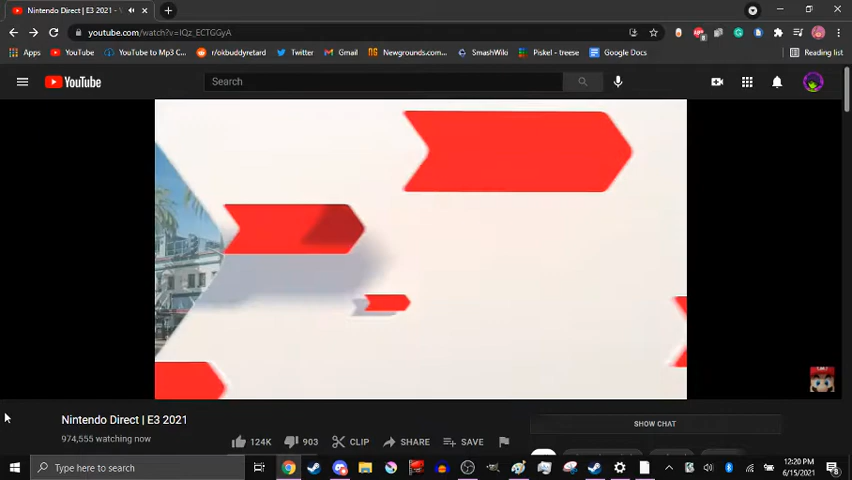 Nintendo Direct | E3 2021 - Y
youtube.com/watch?v=IQz_ECTGGyA
Apps
YouTube
YouTube to Mp3 C...
r/okbuddyretard
Twitter
Gmail
Newgrounds.com...
SmashWiki
Piskel - treese
Google Docs
Reading list
YouTube
Search
Nintendo Direct | E3 2021
974,555 watching now
124K
903
CLIP
SHARE
SAVE
SHOW CHAT
Type here to search
12:20 PM
6/15/2021